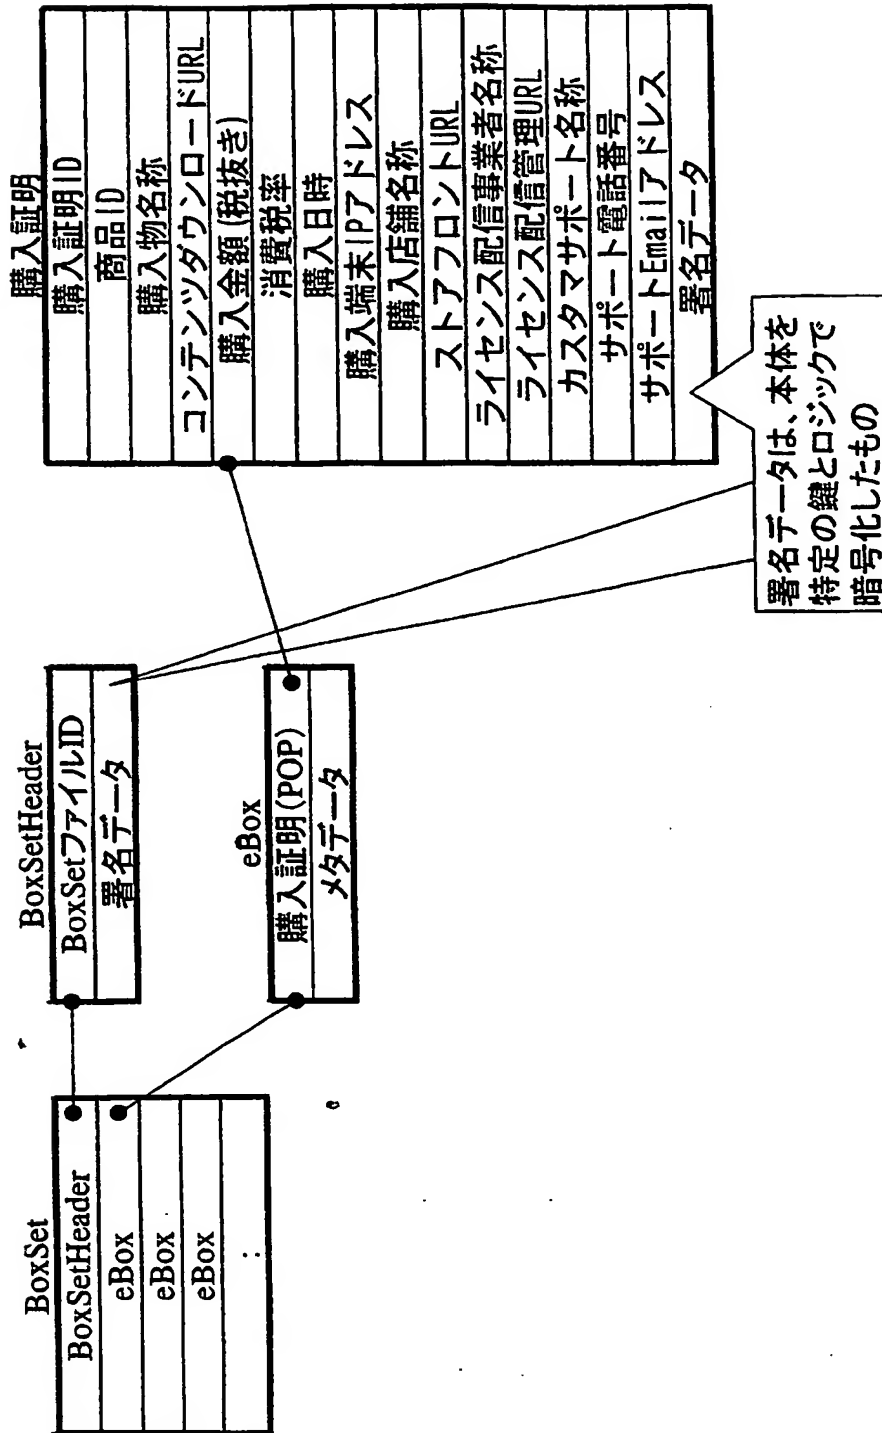 BoxSet
BoxSetHeader
eBox
eBox
eBox
:
BoxSetHeader
BoxSetファイルID
署名データ
eBox
購入証明(POP)
メタデータ
購入証明
購入証明ID
商品ID
購入物名称
コンテンツダウンロードURL
購入金額(税抜き)
消費税率
購入日時
購入端末IPアドレス
購入店舗名称
ストアフロントURL
ライセンス配信事業者名称
ライセンス配信管理URL
カスタマサポート名称
サポート電話番号
サポートEmailアドレス
署名データ
署名データは、本体を
特定の鍵とロジックで
暗号化したもの